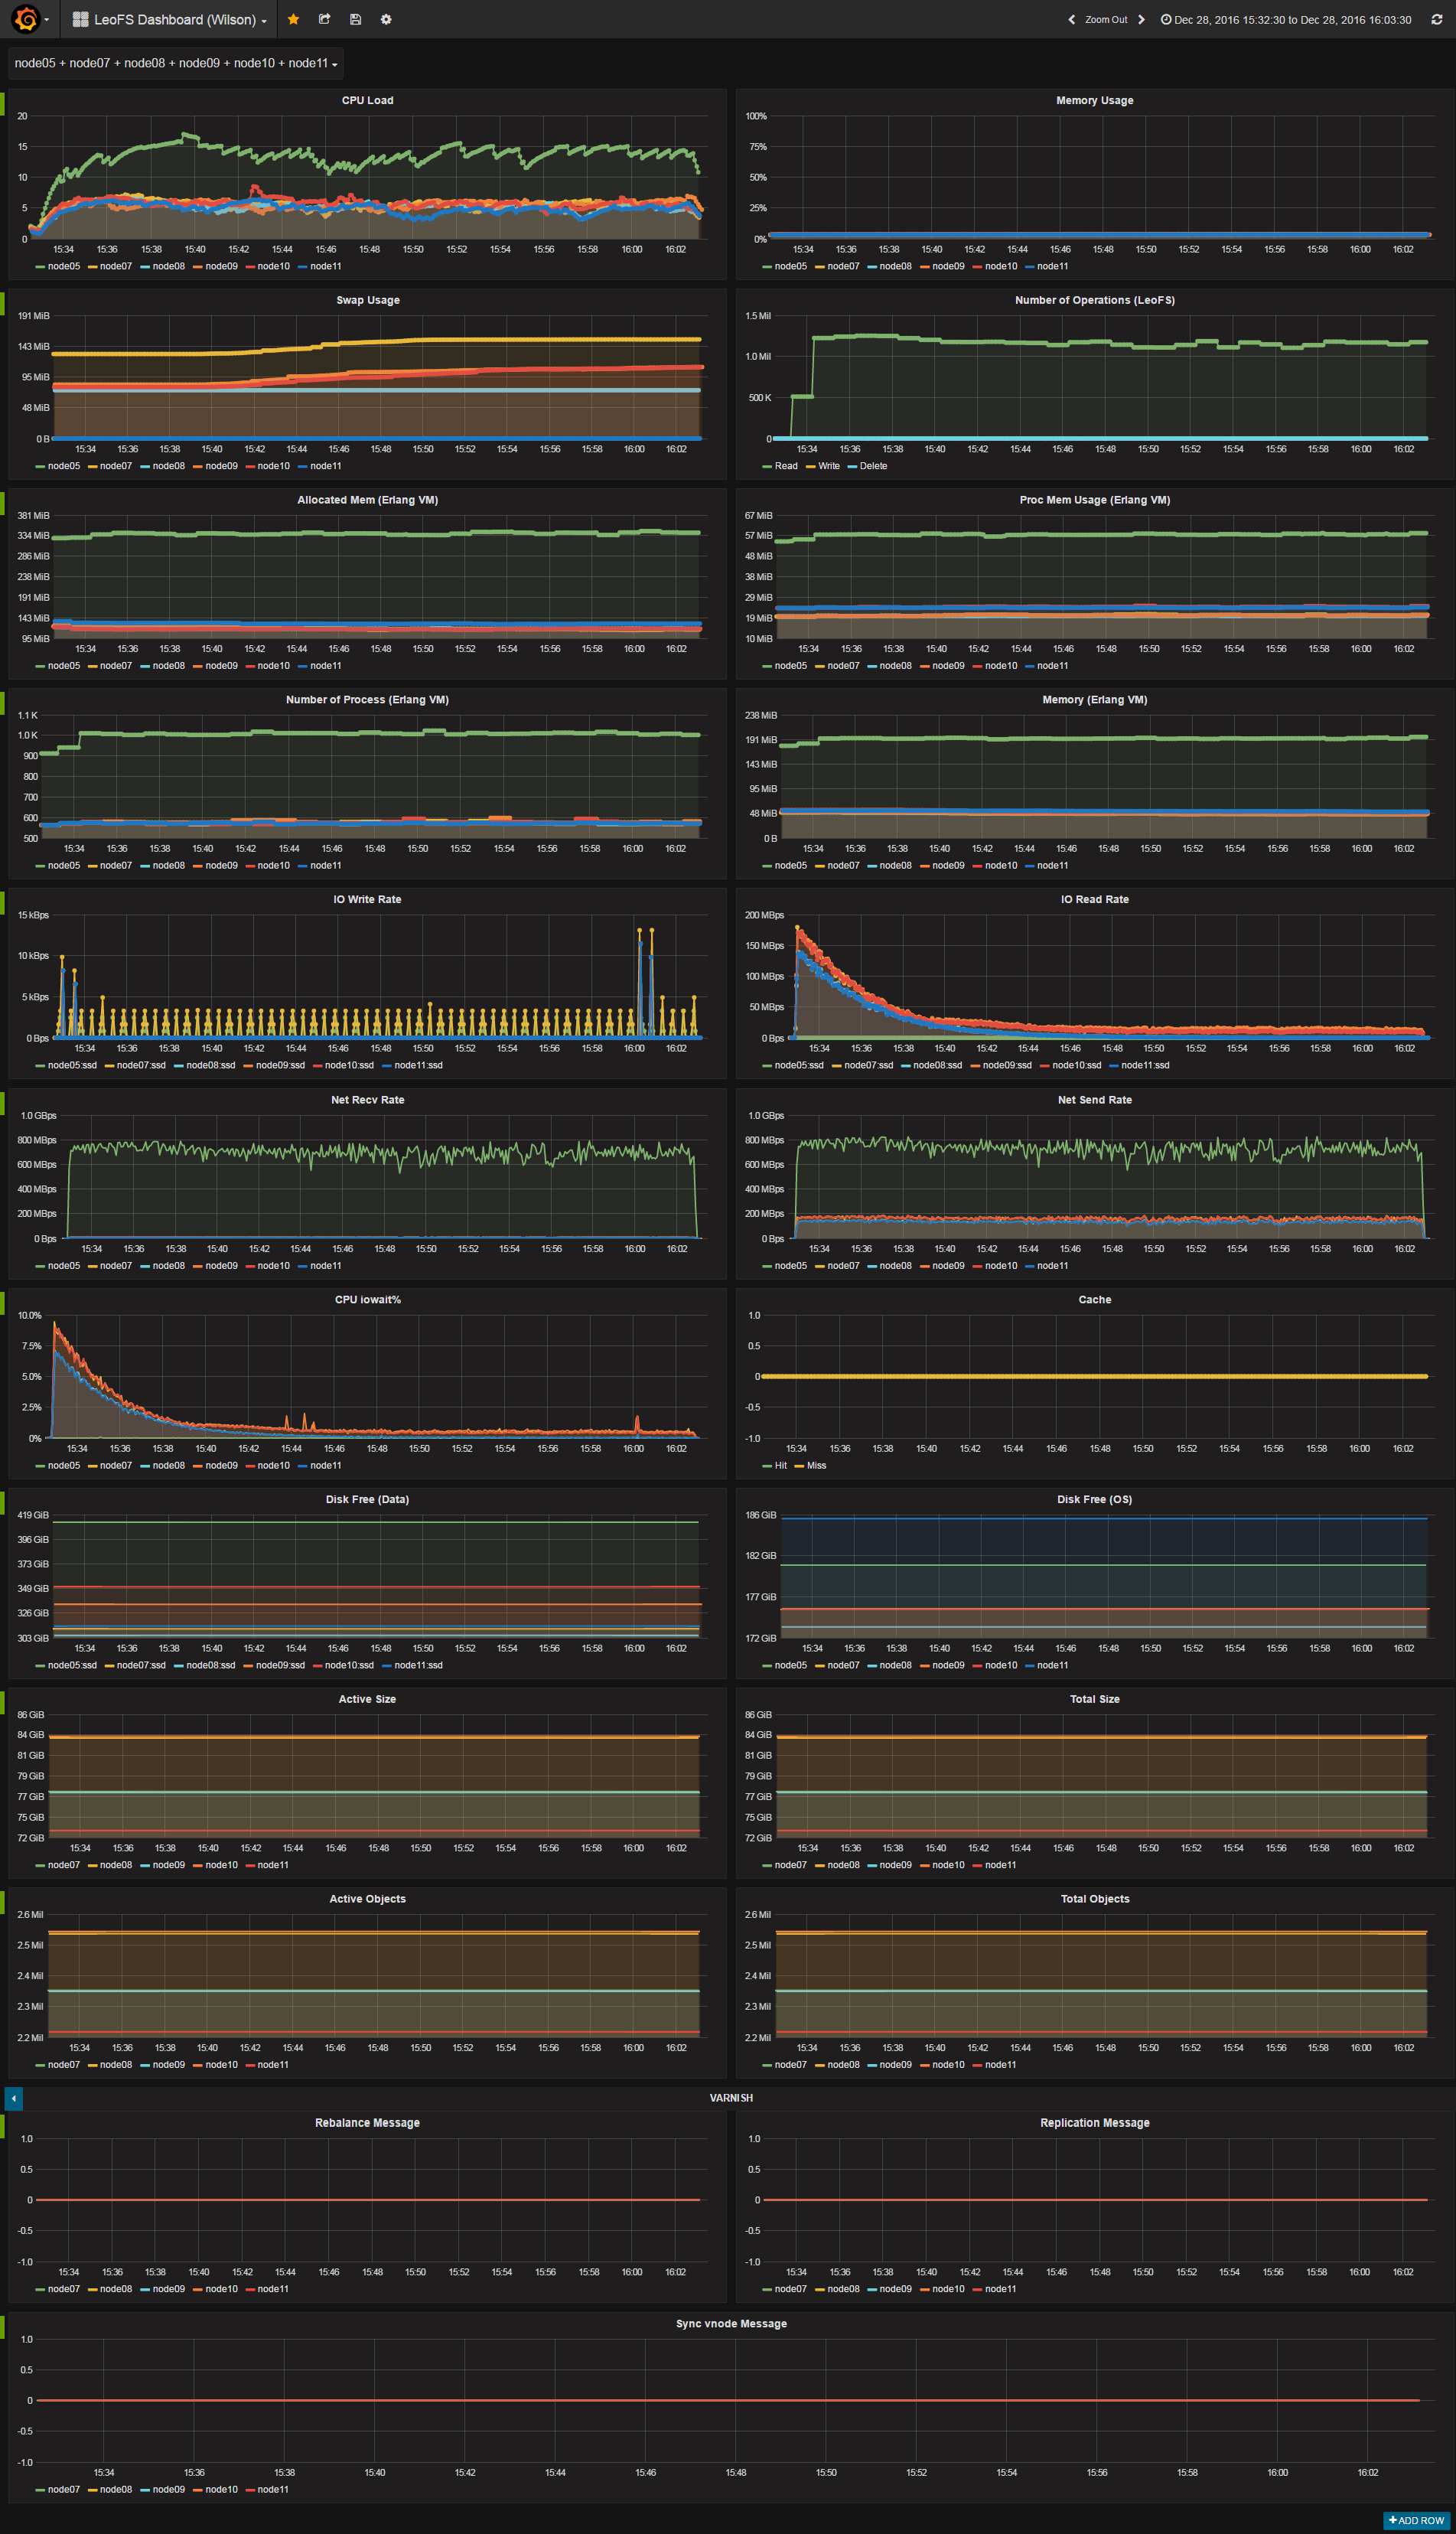 LeoFS Dashboard (Wilson)
Zoom Out
Dec 28, 2016 15:32:30 to Dec 28, 2016 16:03:30
node05 + node07 + node08 + node09 + node10 + node11
CPU Load
20
15
10
5
0
15:34 15:36 15:38 15:40 15:42 15:44 15:46 15:48 15:50 15:52 15:54 15:56 15:58 16:00 16:02
node05 node07 node08 node09 node10 node11
Memory Usage
100%
75%
50%
25%
0%
15:34 15:36 15:38 15:40 15:42 15:44 15:46 15:48 15:50 15:52 15:54 15:56 15:58 16:00 16:02
node05 node07 node08 node09 node10 node11
Swap Usage
191 MiB
143 MiB
95 MiB
48 MiB
0 B
15:34 15:36 15:38 15:40 15:42 15:44 15:46 15:48 15:50 15:52 15:54 15:56 15:58 16:00 16:02
node05 node07 node08 node09 node10 node11
Number of Operations (LeoFS)
1.5 Mil
1.0 Mil
500 K
0
15:34 15:36 15:38 15:40 15:42 15:44 15:46 15:48 15:50 15:52 15:54 15:56 15:58 16:00 16:02
Read Write Delete
Allocated Mem (Erlang VM)
381 MiB
334 MiB
286 MiB
238 MiB
191 MiB
143 MiB
95 MiB
15:34 15:36 15:38 15:40 15:42 15:44 15:46 15:48 15:50 15:52 15:54 15:56 15:58 16:00 16:02
node05 node07 node08 node09 node10 node11
Proc Mem Usage (Erlang VM)
67 MiB
57 MiB
48 MiB
38 MiB
29 MiB
19 MiB
10 MiB
15:34 15:36 15:38 15:40 15:42 15:44 15:46 15:48 15:50 15:52 15:54 15:56 15:58 16:00 16:02
node05 node07 node08 node09 node10 node11
Number of Process (Erlang VM)
1.1 K
1.0 K
900
800
700
600
500
15:34 15:36 15:38 15:40 15:42 15:44 15:46 15:48 15:50 15:52 15:54 15:56 15:58 16:00 16:02
node05 node07 node08 node09 node10 node11
Memory (Erlang VM)
238 MiB
191 MiB
143 MiB
95 MiB
48 MiB
0 B
15:34 15:36 15:38 15:40 15:42 15:44 15:46 15:48 15:50 15:52 15:54 15:56 15:58 16:00 16:02
node05 node07 node08 node09 node10 node11
IO Write Rate
15 kBps
10 kBps
5 kBps
0 Bps
15:34 15:36 15:38 15:40 15:42 15:44 15:46 15:48 15:50 15:52 15:54 15:56 15:58 16:00 16:02
node05:ssd node07:ssd node08:ssd node09:ssd node10:ssd node11:ssd
IO Read Rate
200 MBps
150 MBps
100 MBps
50 MBps
0 Bps
15:34 15:36 15:38 15:40 15:42 15:44 15:46 15:48 15:50 15:52 15:54 15:56 15:58 16:00 16:02
node05:ssd node07:ssd node08:ssd node09:ssd node10:ssd node11:ssd
Net Recv Rate
1.0 GBps
800 MBps
600 MBps
400 MBps
200 MBps
0 Bps
15:34 15:36 15:38 15:40 15:42 15:44 15:46 15:48 15:50 15:52 15:54 15:56 15:58 16:00 16:02
node05 node07 node08 node09 node10 node11
Net Send Rate
1.0 GBps
800 MBps
600 MBps
400 MBps
200 MBps
0 Bps
15:34 15:36 15:38 15:40 15:42 15:44 15:46 15:48 15:50 15:52 15:54 15:56 15:58 16:00 16:02
node05 node07 node08 node09 node10 node11
CPU iowait%
10.0%
7.5%
5.0%
2.5%
0%
15:34 15:36 15:38 15:40 15:42 15:44 15:46 15:48 15:50 15:52 15:54 15:56 15:58 16:00 16:02
node05 node07 node08 node09 node10 node11
Cache
1.0
0.5
0
-0.5
-1.0
15:34 15:36 15:38 15:40 15:42 15:44 15:46 15:48 15:50 15:52 15:54 15:56 15:58 16:00 16:02
Hit Miss
Disk Free (Data)
419 GiB
396 GiB
373 GiB
349 GiB
326 GiB
303 GiB
15:34 15:36 15:38 15:40 15:42 15:44 15:46 15:48 15:50 15:52 15:54 15:56 15:58 16:00 16:02
node05:ssd node07:ssd node08:ssd node09:ssd node10:ssd node11:ssd
Disk Free (OS)
186 GiB
182 GiB
177 GiB
172 GiB
15:34 15:36 15:38 15:40 15:42 15:44 15:46 15:48 15:50 15:52 15:54 15:56 15:58 16:00 16:02
node05 node07 node08 node09 node10 node11
Active Size
86 GiB
84 GiB
81 GiB
79 GiB
77 GiB
75 GiB
72 GiB
15:34 15:36 15:38 15:40 15:42 15:44 15:46 15:48 15:50 15:52 15:54 15:56 15:58 16:00 16:02
node07 node08 node09 node10 node11
Total Size
86 GiB
84 GiB
81 GiB
79 GiB
77 GiB
75 GiB
72 GiB
15:34 15:36 15:38 15:40 15:42 15:44 15:46 15:48 15:50 15:52 15:54 15:56 15:58 16:00 16:02
node07 node08 node09 node10 node11
Active Objects
2.6 Mil
2.5 Mil
2.4 Mil
2.3 Mil
2.2 Mil
15:34 15:36 15:38 15:40 15:42 15:44 15:46 15:48 15:50 15:52 15:54 15:56 15:58 16:00 16:02
node07 node08 node09 node10 node11
Total Objects
2.6 Mil
2.5 Mil
2.4 Mil
2.3 Mil
2.2 Mil
15:34 15:36 15:38 15:40 15:42 15:44 15:46 15:48 15:50 15:52 15:54 15:56 15:58 16:00 16:02
node07 node08 node09 node10 node11
VARNISH
Rebalance Message
1.0
0.5
0
-0.5
-1.0
15:34 15:36 15:38 15:40 15:42 15:44 15:46 15:48 15:50 15:52 15:54 15:56 15:58 16:00 16:02
node07 node08 node09 node10 node11
Replication Message
1.0
0.5
0
-0.5
-1.0
15:34 15:36 15:38 15:40 15:42 15:44 15:46 15:48 15:50 15:52 15:54 15:56 15:58 16:00 16:02
node07 node08 node09 node10 node11
Sync vnode Message
1.0
0.5
0
-0.5
-1.0
15:34 15:36 15:38 15:40 15:42 15:44 15:46 15:48 15:50 15:52 15:54 15:56 15:58 16:00 16:02
node07 node08 node09 node10 node11
+ ADD ROW